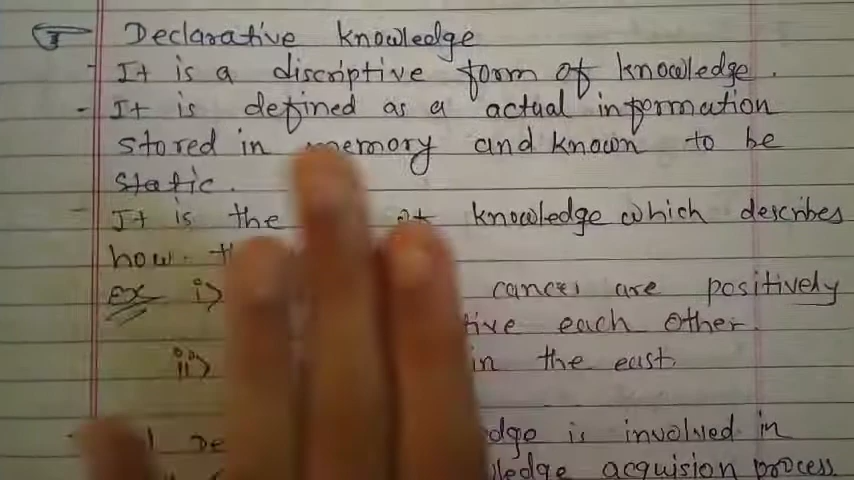 Declarative knowledge
- It is a discriptive form of knowledge.
- It is defined as a actual information
stored in memory and known to be
static.
- It is the of knowledge which describes
how
Ex i) cancer are positively
each other.
ii) in the east.
is involved in
acquision process